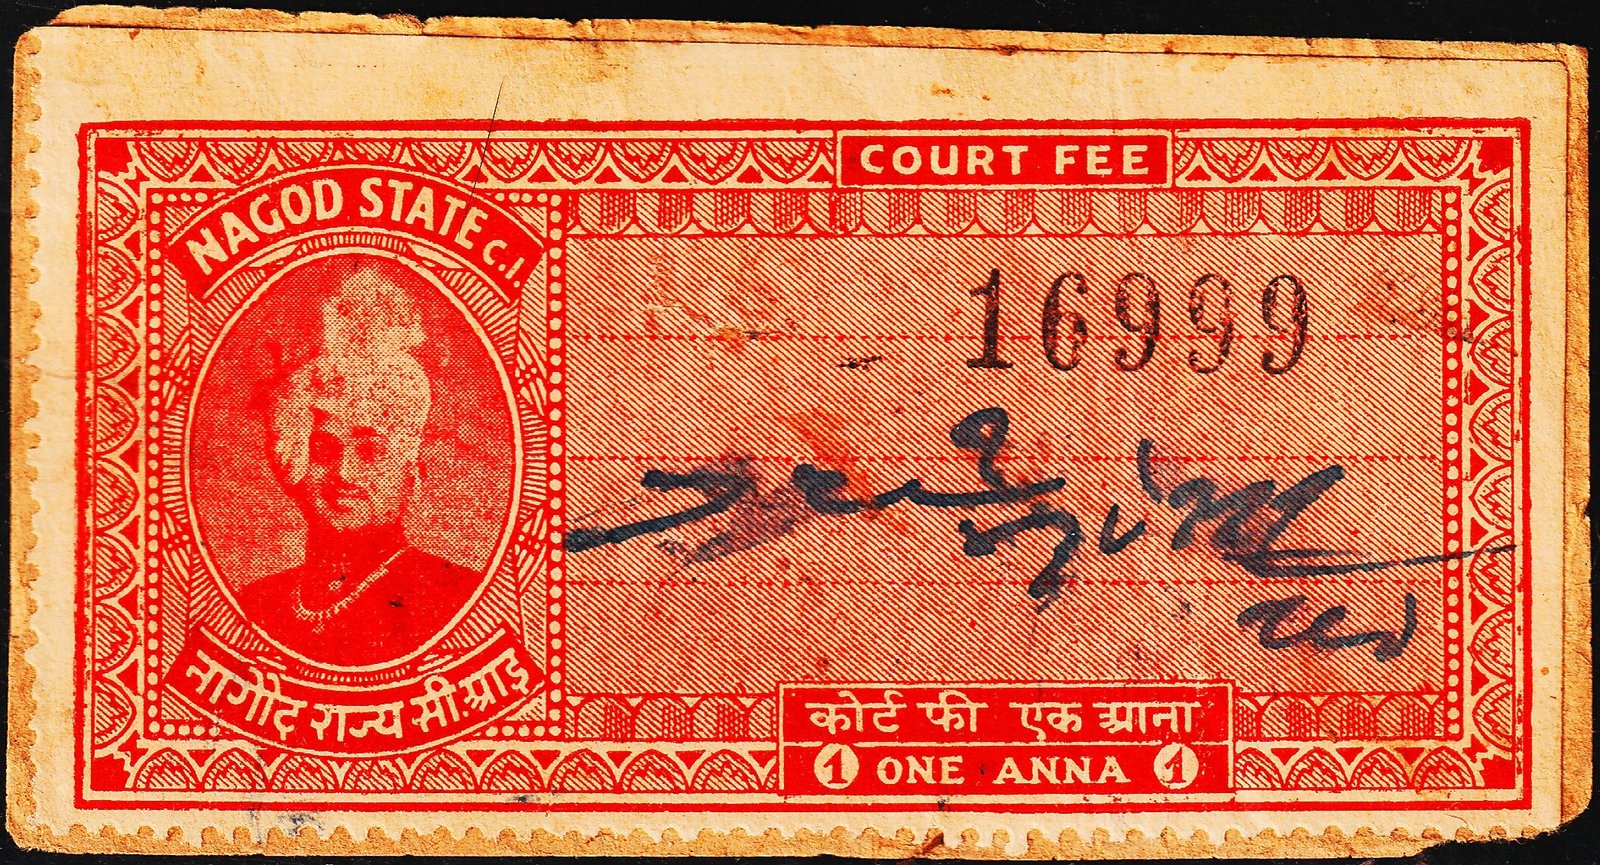 COURT FEE
NAGOD STATE C.I.
16999
नागोद राज्य सी.आइ
कोर्ट फी एक आना
1 ONE ANNA 1